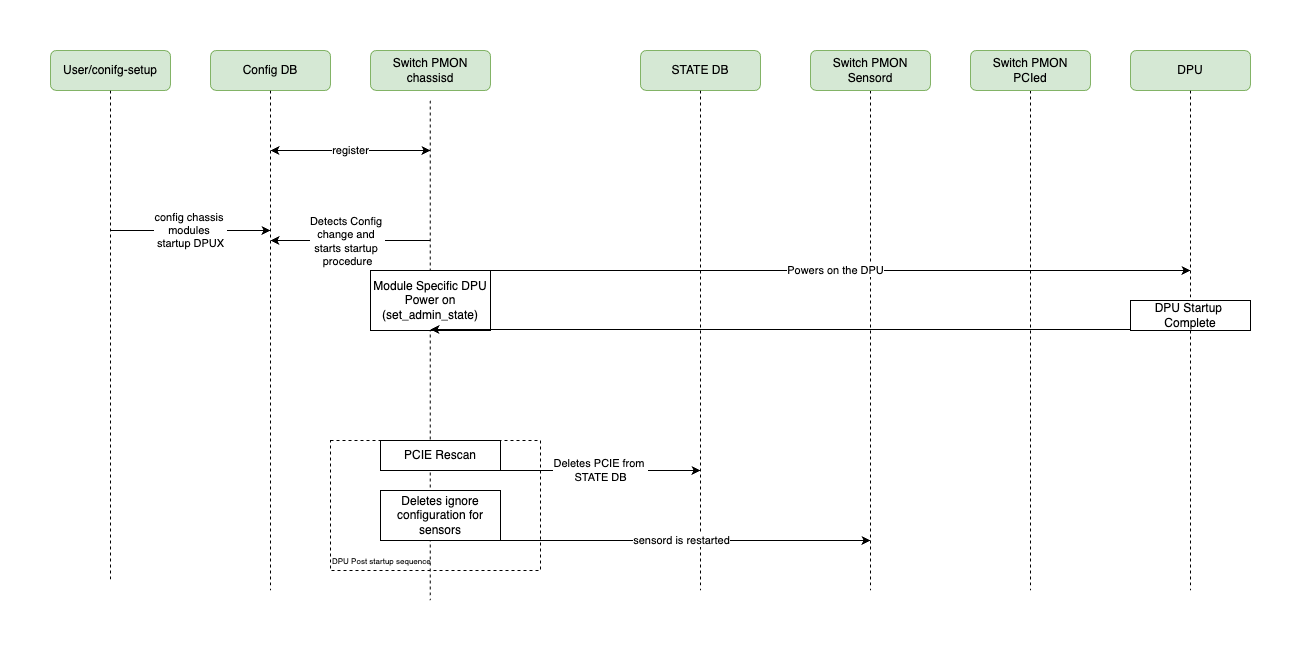 User/conifg-setup
Config DB
Switch PMON
chassisd
STATE DB
Switch PMON
Sensord
Switch PMON
PCIed
DPU
register
config chassis
modules
startup DPUX
Detects Config
change and
starts startup
procedure
Powers on the DPU
Module Specific DPU
Power on
(set_admin_state)
DPU Startup
Complete
PCIE Rescan
Deletes PCIE from
STATE DB
Deletes ignore
configuration for
sensors
sensord is restarted
DPU Post startup sequence